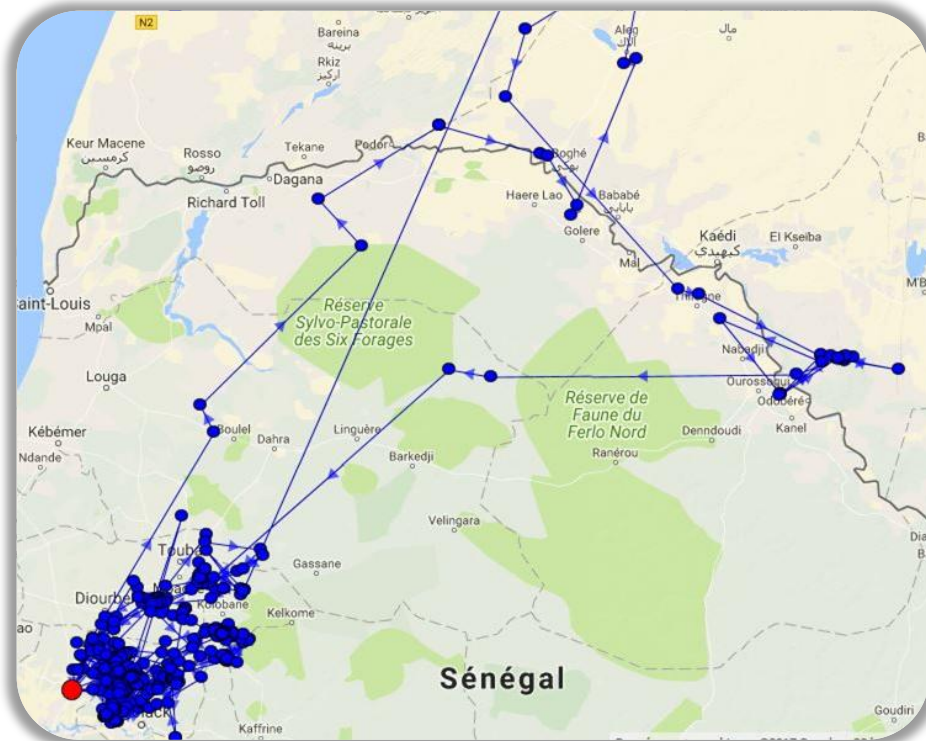 N2
Bareina
برينه
Rkiz
اركيز
Aleg
ألاك
مال
Keur Macene
كرمسين
Rosso
روصو
Tekane
Podor
Dagana
Richard Toll
Boghé
بوكي
Haere Lao
Bababé
بابابي
Golere
Kaédi
كيهيدي
El Kseiba
Mal
M'B
Saint-Louis
Mpal
Réserve
Sylvo-Pastorale
des Six Forages
Thilogne
Nabadji
Ourossogui
Odobéré
Louga
Réserve de
Faune du
Ferlo Nord
Kanel
Kébémer
Ndande
Boulel
Dahra
Linguère
Barkedji
Denndoudi
Ranérou
Velingara
Touba
Gassane
Diourbel
Kolobane
Kelkome
Sénégal
Kaffrine
Goudiri